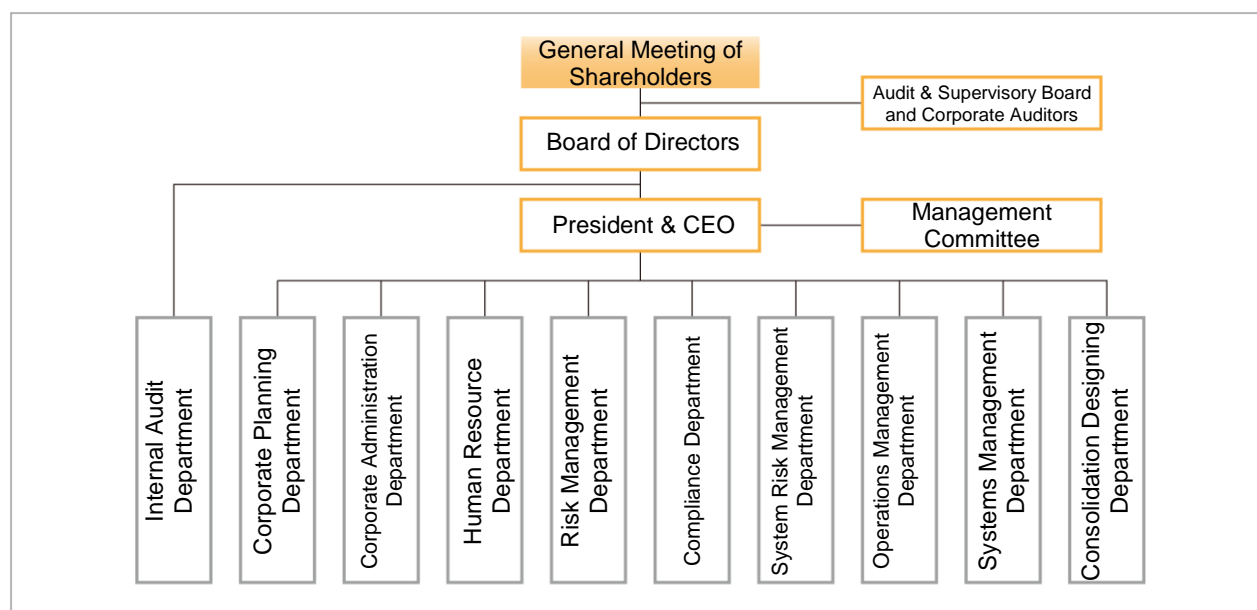 General Meeting of
Shareholders
Audit & Supervisory Board
and Corporate Auditors
Board of Directors
President & CEO
Management
Committee
Internal Audit
Department
Corporate Planning
Department
Corporate Administration
Department
Human Resource
Department
Risk Management
Department
Compliance Department
System Risk Management
Department
Operations Management
Department
Systems Management
Department
Consolidation Designing
Department